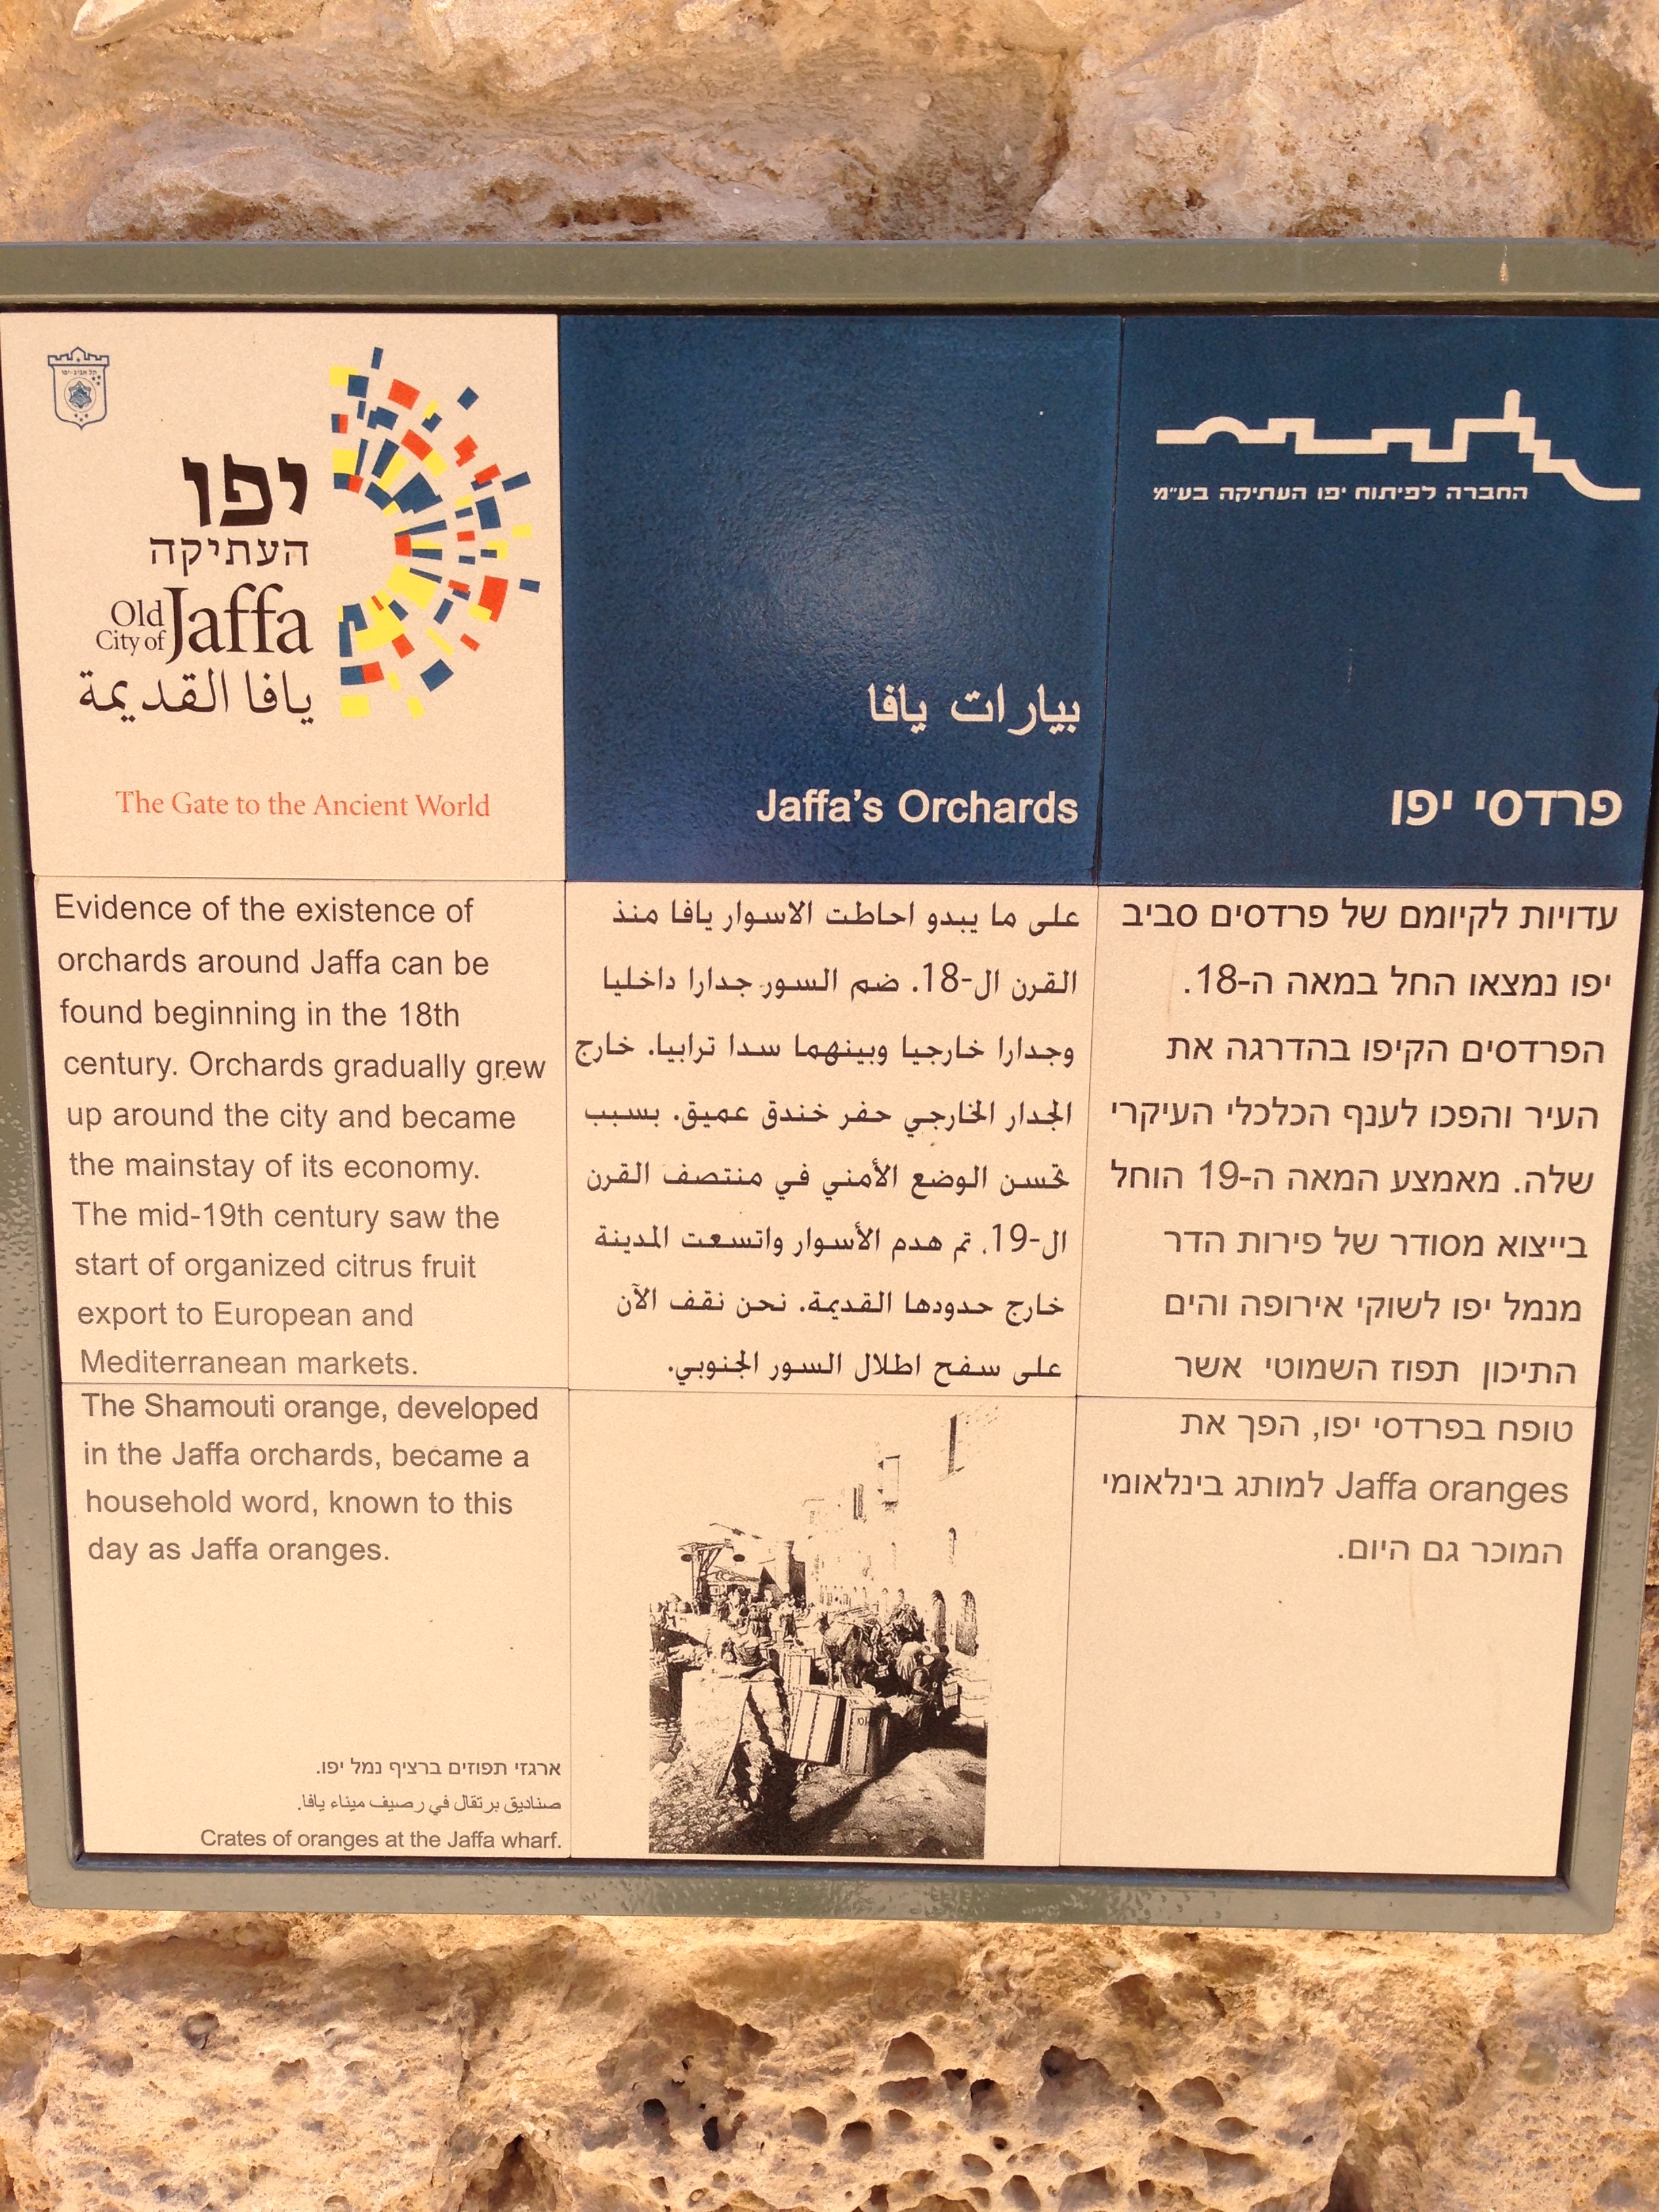 תל אביב-יפו
יפו
העתיקה
Old
City of Jaffa
يافا القديمة
The Gate to the Ancient World
بيارات يافا
Jaffa's Orchards
החברה לפיתוח יפו העתיקה בע"מ
פרדסי יפו
Evidence of the existence of
orchards around Jaffa can be
found beginning in the 18th
century. Orchards gradually grew
up around the city and became
the mainstay of its economy.
The mid-19th century saw the
start of organized citrus fruit
export to European and
Mediterranean markets.
The Shamouti orange, developed
in the Jaffa orchards, became a
household word, known to this
day as Jaffa oranges.
على ما يبدو احاطت الاسوار يافا منذ
القرن ال-18. ضم السور جدارا داخليا
وجدارا خارجيا وبينهما سدا ترابيا. خارج
الجدار الخارجي حفر خندق عميق. بسبب
تحسن الوضع الأمني في منتصف القرن
ال-19. تم هدم الأسوار واتسعت المدينة
خارج حدودها القديمة. نحن نقف الآن
على سفح اطلال السور الجنوبي.
עדויות לקיומם של פרדסים סביב
יפו נמצאו החל במאה ה-18.
הפרדסים הקיפו בהדרגה את
העיר והפכו לענף הכלכלי העיקרי
שלה. מאמצע המאה ה-19 הוחל
בייצוא מסודר של פירות הדר
מנמל יפו לשוקי אירופה והים
התיכון תפוז השמוטי אשר
טופח בפרדסי יפו, הפך את
Jaffa oranges למותג בינלאומי
המוכר גם היום.
ארגזי תפוזים ברציף נמל יפו.
صناديق برتقال في رصيف ميناء يافا.
Crates of oranges at the Jaffa wharf.